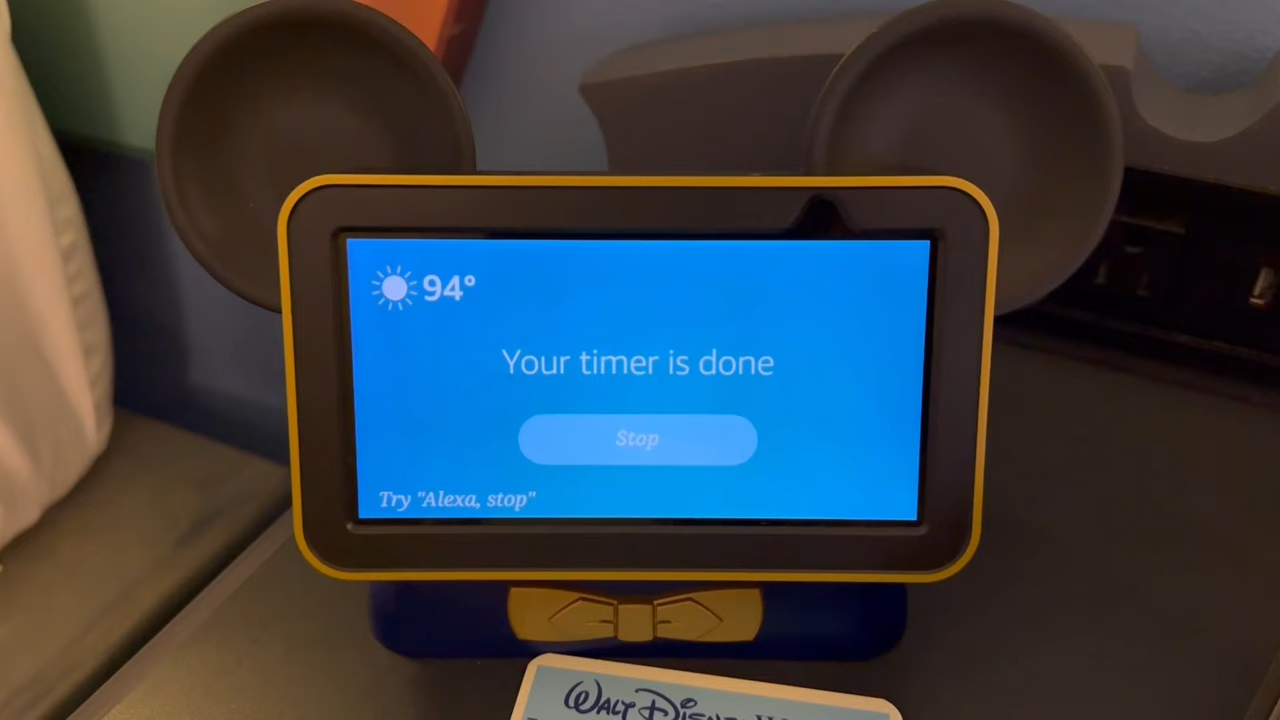 94°
Your timer is done
Stop
Try "Alexa, stop"
WALT DISNEY